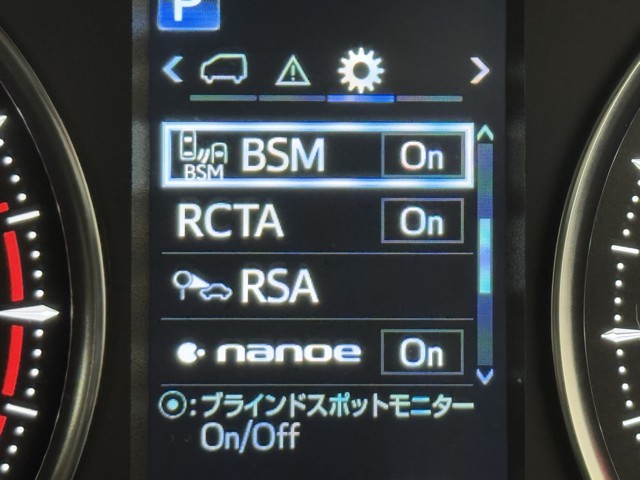 P
BSM BSM On
RCTA On
RSA
nanoe On
:ブラインドスポットモニター
On/Off